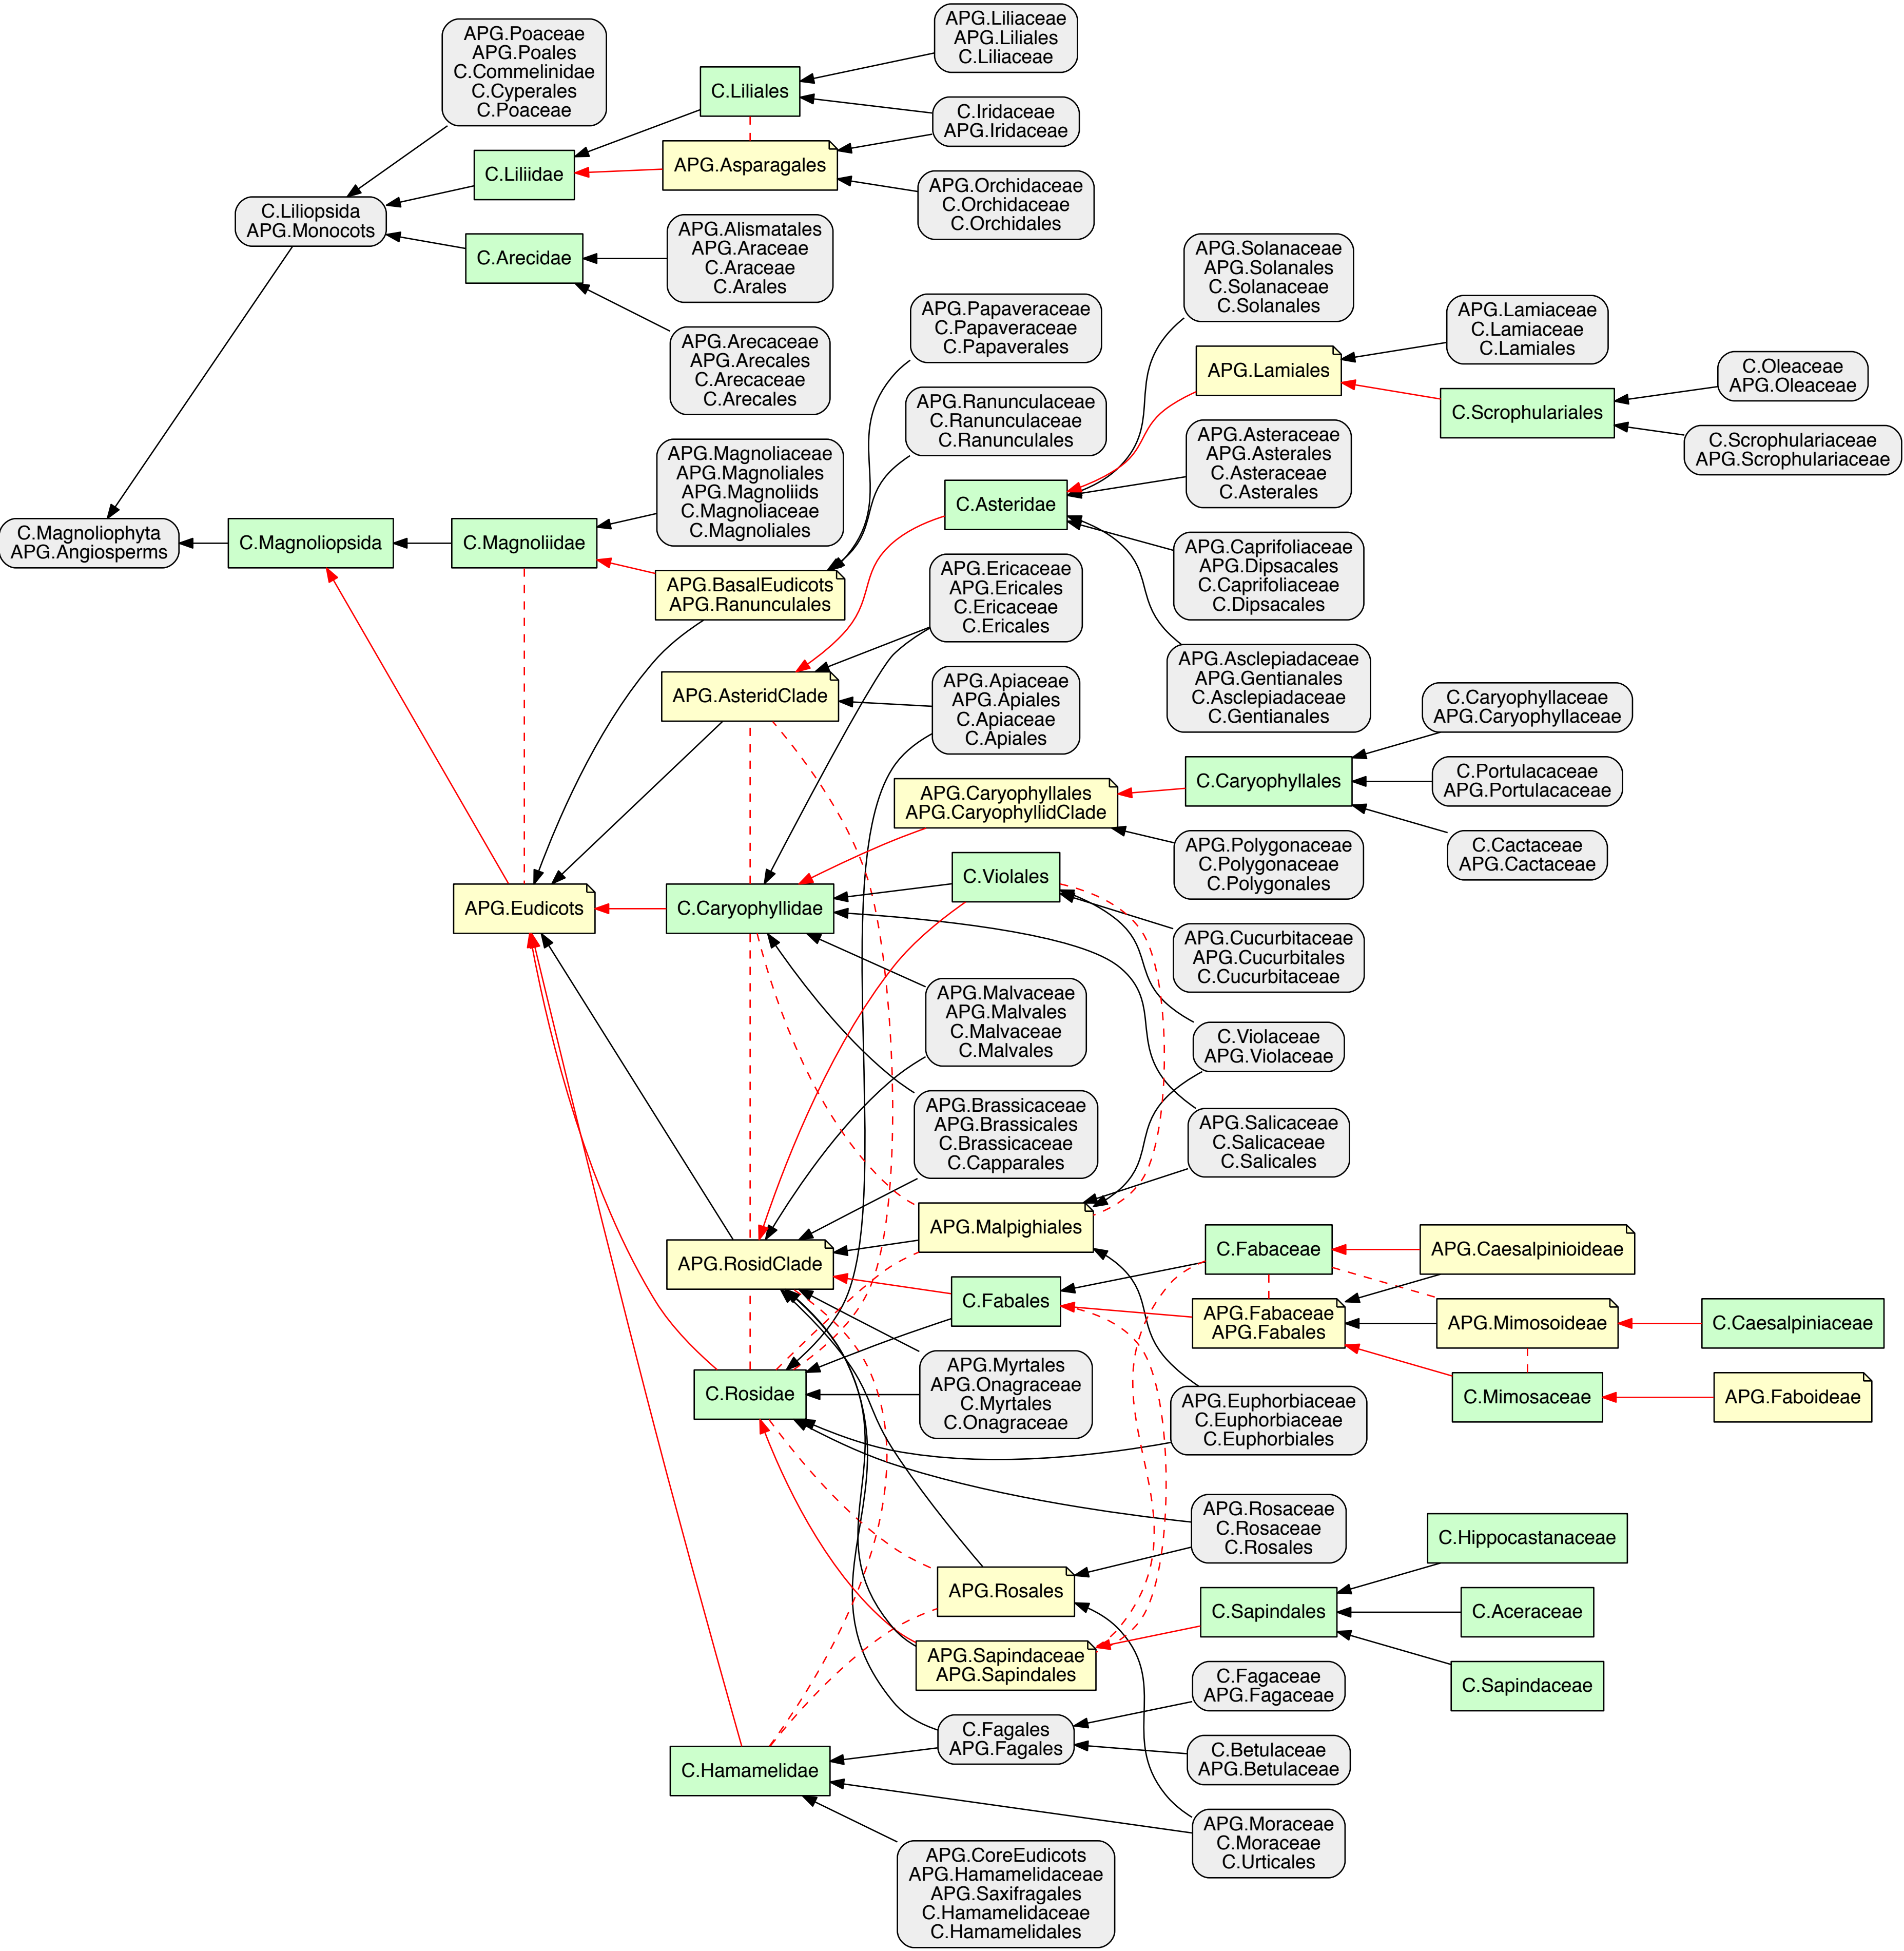 APG.Poaceae
APG.Poales
C.Commelinidae
C.Cyperales
C.Poaceae
C.Liliales
APG.Liliaceae
APG.Liliales
C.Liliaceae
C.Iridaceae
APG.Iridaceae
C.Liliidae
APG.Asparagales
APG.Orchidaceae
C.Orchidaceae
C.Orchidales
C.Liliopsida
APG.Monocots
C.Arecidae
APG.Alismatales
APG.Araceae
C.Araceae
C.Arales
APG.Arecaceae
APG.Arecales
C.Arecaceae
C.Arecales
APG.Papaveraceae
C.Papaveraceae
C.Papaverales
APG.Solanaceae
APG.Solanales
C.Solanaceae
C.Solanales
APG.Lamiaceae
C.Lamiaceae
C.Lamiales
APG.Lamiales
C.Scrophulariales
C.Oleaceae
APG.Oleaceae
C.Scrophulariaceae
APG.Scrophulariaceae
APG.Ranunculaceae
C.Ranunculaceae
C.Ranunculales
APG.Asteraceae
APG.Asterales
C.Asteraceae
C.Asterales
APG.Magnoliaceae
APG.Magnoliales
APG.Magnoliids
C.Magnoliaceae
C.Magnoliales
C.Asteridae
C.Magnoliophyta
APG.Angiosperms
C.Magnoliopsida
C.Magnoliidae
APG.BasalEudicots
APG.Ranunculales
APG.Ericaceae
APG.Ericales
C.Ericaceae
C.Ericales
APG.Caprifoliaceae
APG.Dipsacales
C.Caprifoliaceae
C.Dipsacales
APG.AsteridClade
APG.Apiaceae
APG.Apiales
C.Apiaceae
C.Apiales
APG.Asclepiadaceae
APG.Gentianales
C.Asclepiadaceae
C.Gentianales
C.Caryophyllaceae
APG.Caryophyllaceae
APG.Caryophyllales
APG.CaryophyllidClade
C.Caryophyllales
C.Portulacaceae
APG.Portulacaceae
C.Cactaceae
APG.Cactaceae
APG.Polygonaceae
C.Polygonaceae
C.Polygonales
APG.Eudicots
C.Caryophyllidae
C.Violales
APG.Cucurbitaceae
APG.Cucurbitales
C.Cucurbitaceae
APG.Malvaceae
APG.Malvales
C.Malvaceae
C.Malvales
C.Violaceae
APG.Violaceae
APG.Brassicaceae
APG.Brassicales
C.Brassicaceae
C.Capparales
APG.Salicaceae
C.Salicaceae
C.Salicales
APG.Malpighiales
APG.RosidClade
C.Fabales
C.Fabaceae
APG.Caesalpinioideae
APG.Fabaceae
APG.Fabales
APG.Mimosoideae
C.Caesalpiniaceae
C.Mimosaceae
APG.Faboideae
C.Rosidae
APG.Myrtales
APG.Onagraceae
C.Myrtales
C.Onagraceae
APG.Euphorbiaceae
C.Euphorbiaceae
C.Euphorbiales
APG.Rosaceae
C.Rosaceae
C.Rosales
APG.Rosales
C.Hippocastanaceae
C.Sapindales
C.Aceraceae
C.Sapindaceae
APG.Sapindaceae
APG.Sapindales
C.Fagaceae
APG.Fagaceae
C.Fagales
APG.Fagales
C.Betulaceae
APG.Betulaceae
C.Hamamelidae
APG.Moraceae
C.Moraceae
C.Urticales
APG.CoreEudicots
APG.Hamamelidaceae
APG.Saxifragales
C.Hamamelidaceae
C.Hamamelidales